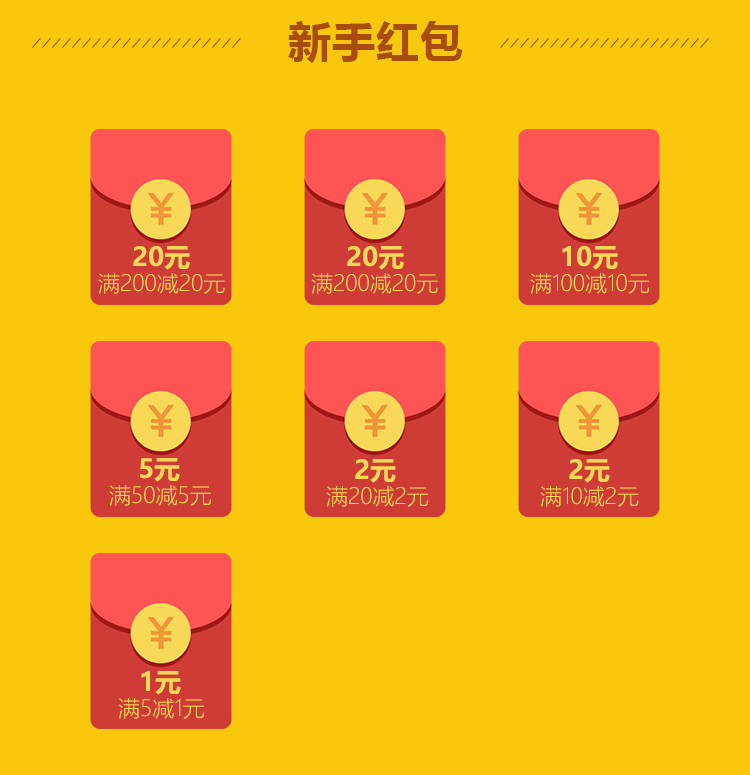 新手红包
¥
20元
满200减20元
¥
20元
满200减20元
¥
10元
满100减10元
¥
5元
满50减5元
¥
2元
满20减2元
¥
2元
满10减2元
¥
1元
满5减1元